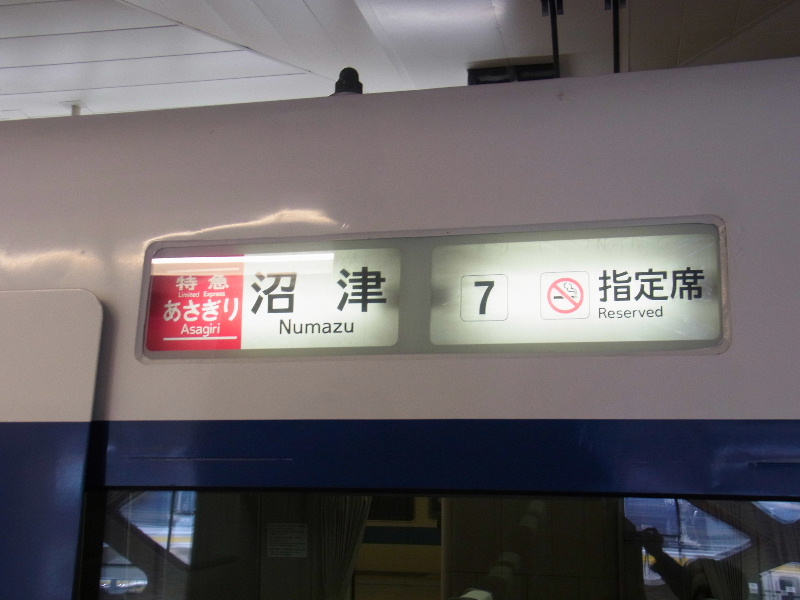 特急
Limited Express
あさぎり
Asagiri
沼津
Numazu
7
指定席
Reserved